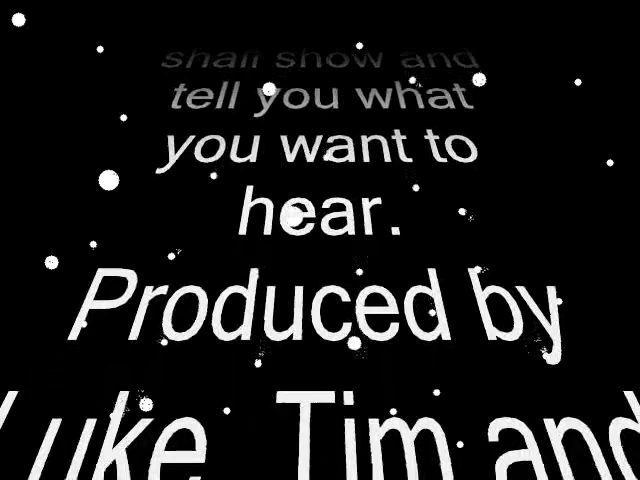 shall show and
tell you what
you want to
hear.
Produced by
Luke, Tim and